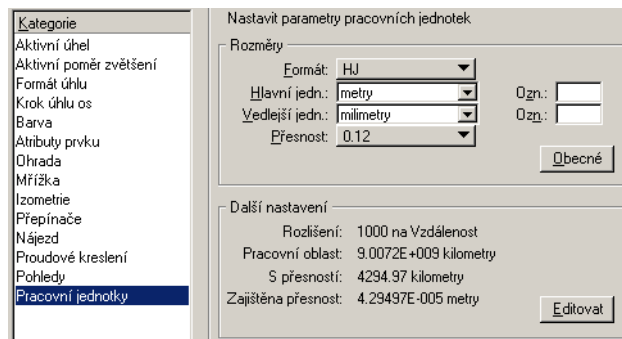 Kategorie
Aktivní úhel
Aktivní poměr zvětšení
Formát úhlu
Krok úhlu os
Barva
Atributy prvku
Ohrada
Mřížka
Izometrie
Přepínače
Nájezd
Proudové kreslení
Pohledy
Pracovní jednotky
Nastavit parametry pracovních jednotek
Rozměry
Formát: HJ
Hlavní jedn.: metry Ozn.:
Vedlejší jedn.: milimetry Ozn.:
Přesnost: 0.12
Obecné
Další nastavení
Rozlišení: 1000 na Vzdálenost
Pracovní oblast: 9.0072E+009 kilometry
S přesností: 4294.97 kilometry
Zajištěna přesnost: 4.29497E-005 metry
Editovat